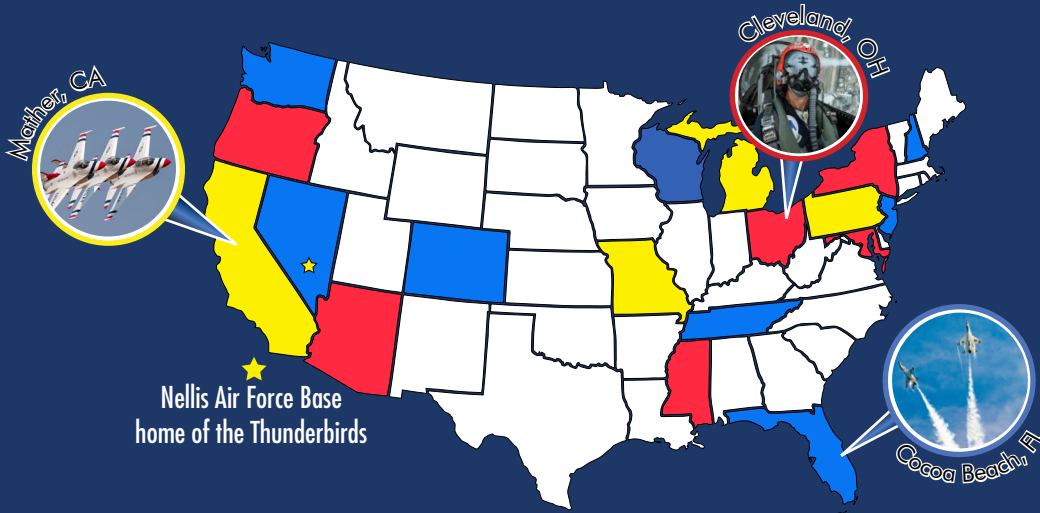 Mather, CA
Cleveland, OH
Nellis Air Force Base
home of the Thunderbirds
Cocoa Beach, Fl